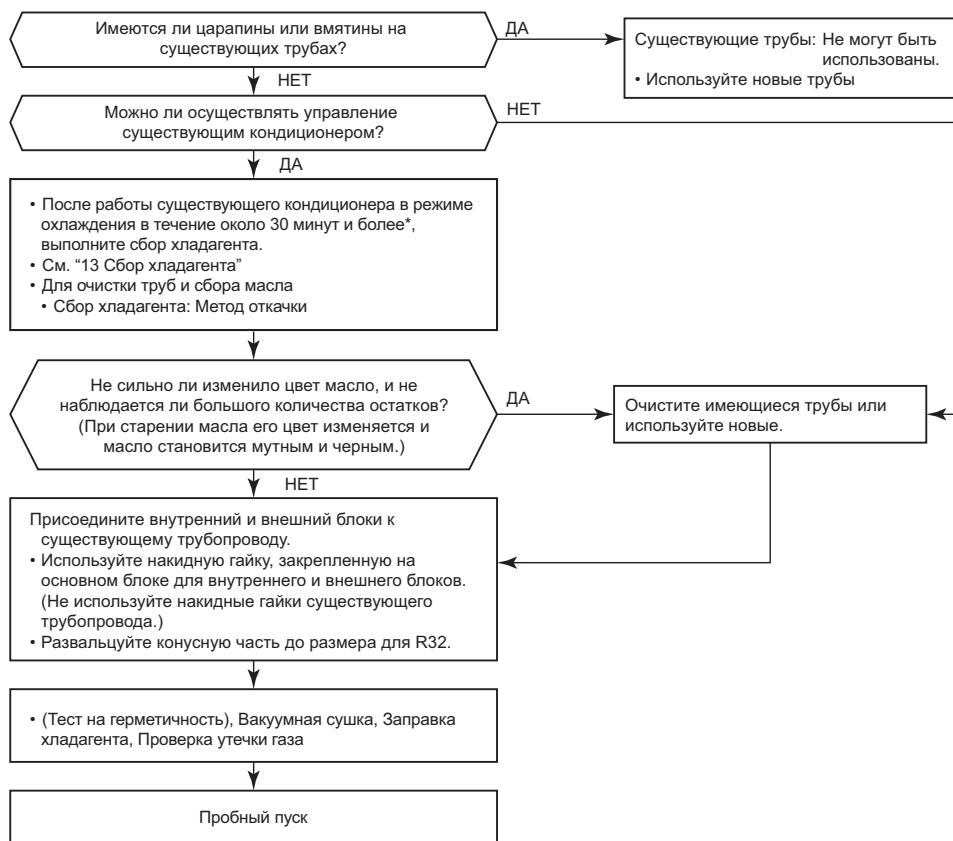 Имеются ли царапины или вмятины на
существующих трубах?
ДА
Существующие трубы: Не могут быть
использованы.
• Используйте новые трубы
НЕТ
Можно ли осуществлять управление
существующим кондиционером?
НЕТ
ДА
• После работы существующего кондиционера в режиме
охлаждения в течение около 30 минут и более*,
выполните сбор хладагента.
• См. “13 Сбор хладагента”
• Для очистки труб и сбора масла
• Сбор хладагента: Метод откачки
Не сильно ли изменило цвет масло, и не
наблюдается ли большого количества остатков?
(При старении масла его цвет изменяется и
масло становится мутным и черным.)
ДА
Очистите имеющиеся трубы или
используйте новые.
НЕТ
Присоедините внутренний и внешний блоки к
существующему трубопроводу.
• Используйте накидную гайку, закрепленную на
основном блоке для внутреннего и внешнего блоков.
(Не используйте накидные гайки существующего
трубопровода.)
• Развальцуйте конусную часть до размера для R32.
• (Тест на герметичность), Вакуумная сушка, Заправка
хладагента, Проверка утечки газа
Пробный пуск